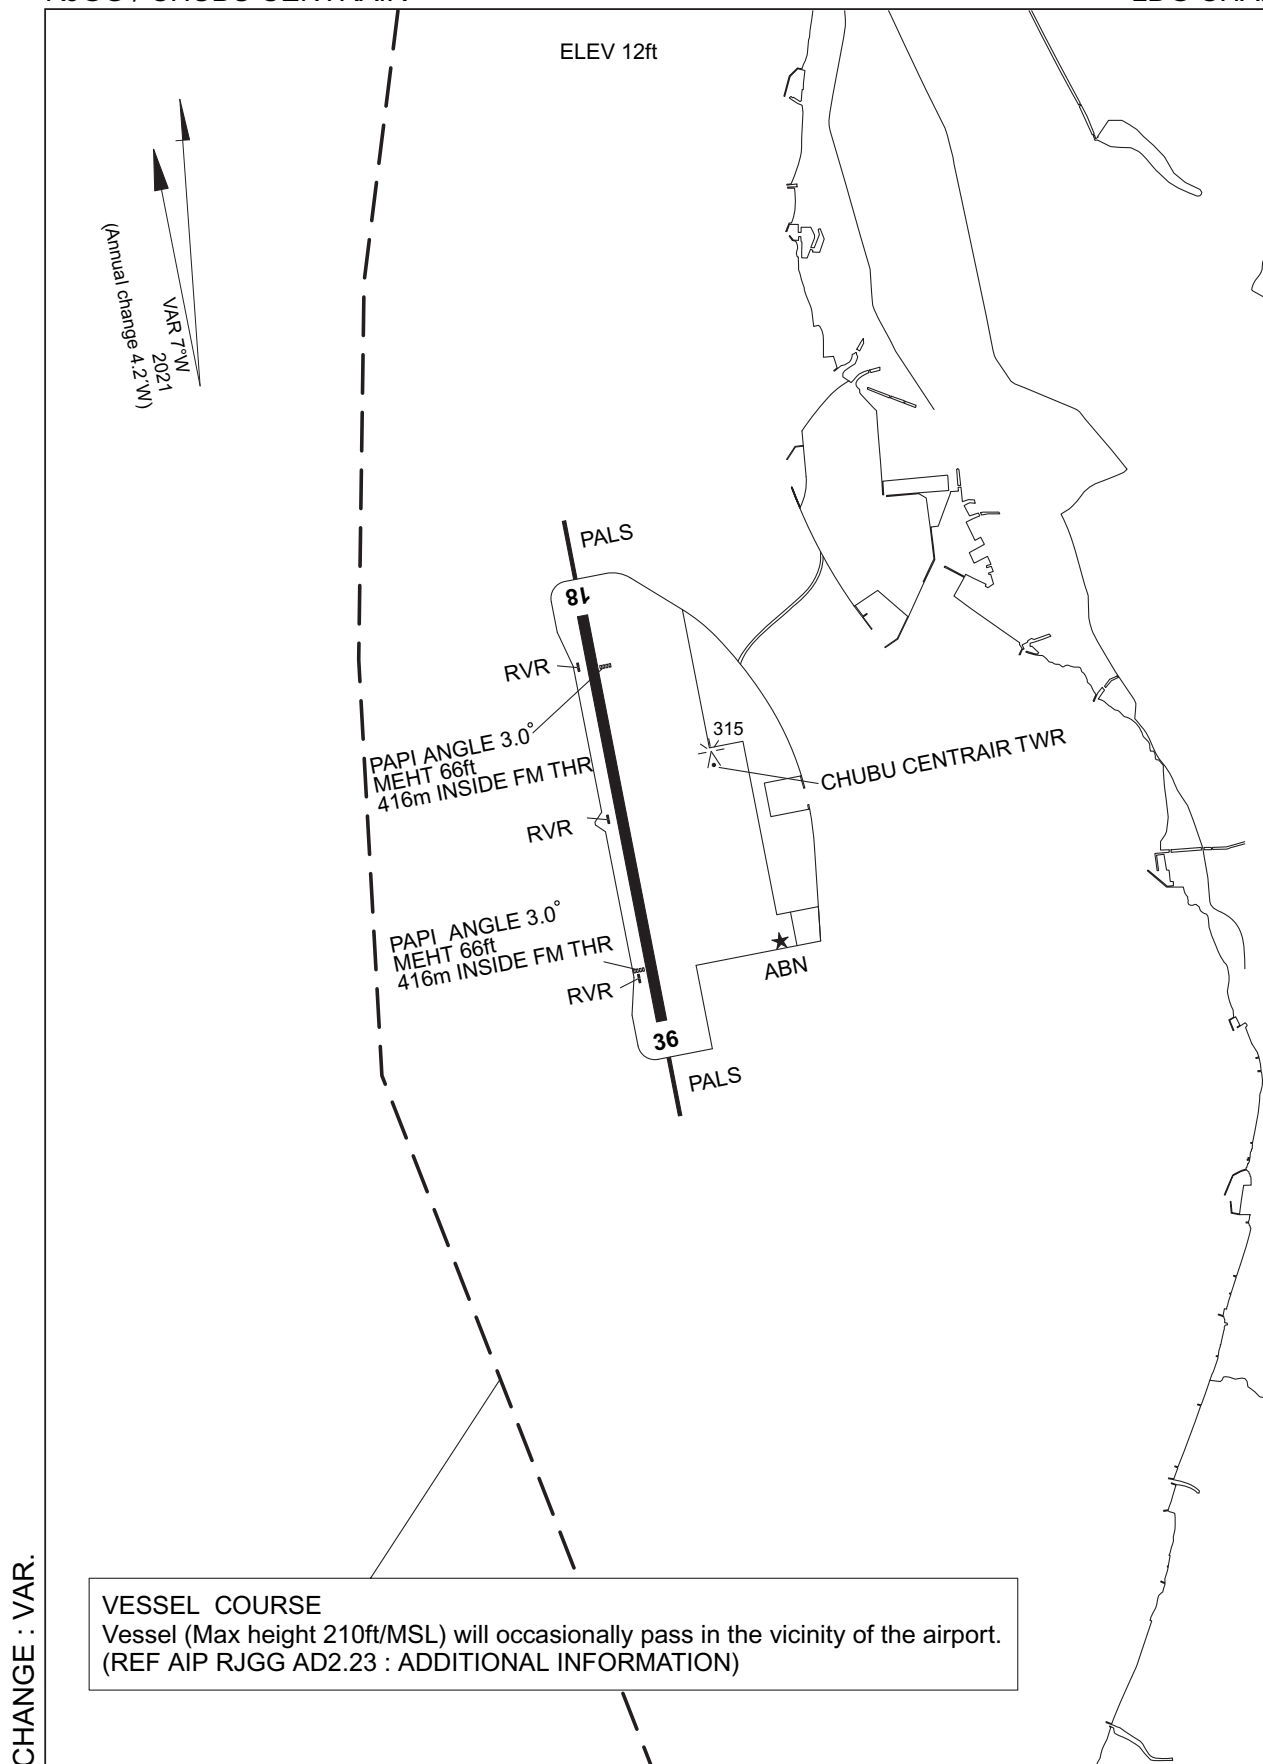 RJGG / CHUBU CENTRAIR
ELEV 12ft
VAR 7°W
2021
(Annual change 4.2'W)
PALS
18
RVR
PAPI ANGLE 3.0°
MEHT 66ft
416m INSIDE FM THR
315
CHUBU CENTRAIR TWR
RVR
PAPI ANGLE 3.0°
MEHT 66ft
416m INSIDE FM THR
RVR
ABN
36
PALS
VESSEL COURSE
Vessel (Max height 210ft/MSL) will occasionally pass in the vicinity of the airport.
(REF AIP RJGG AD2.23 : ADDITIONAL INFORMATION)
CHANGE : VAR.